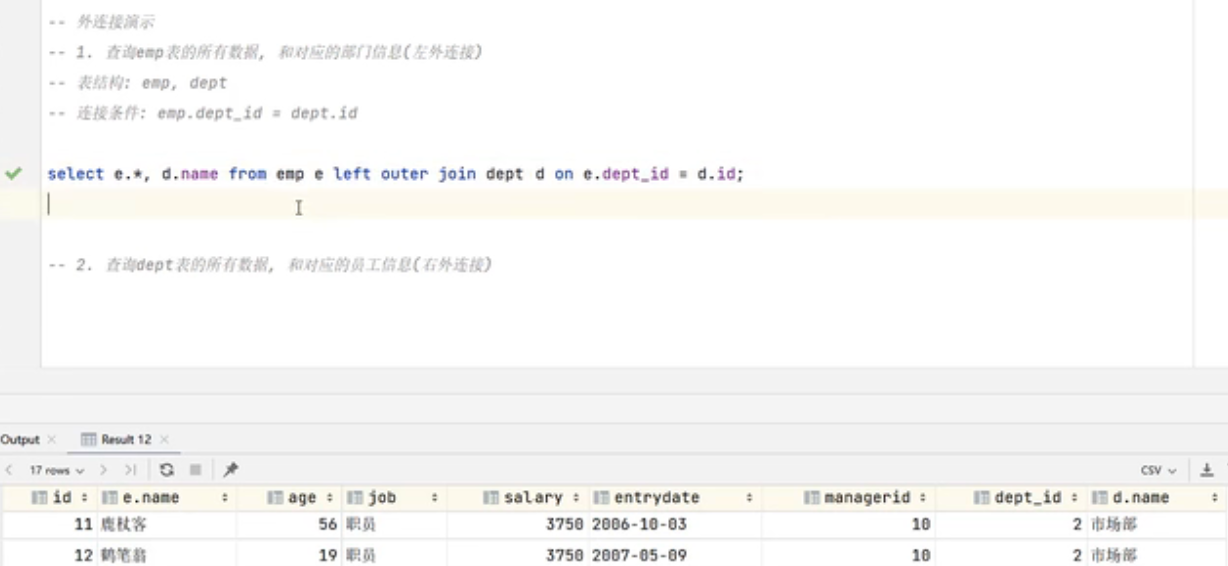 -- 外连接演示
-- 1. 查询emp表的所有数据, 和对应的部门信息(左外连接)
-- 表结构: emp, dept
-- 连接条件: emp.dept_id = dept.id
select e.*, d.name from emp e left outer join dept d on e.dept_id = d.id;
-- 2. 查询dept表的所有数据, 和对应的员工信息(右外连接)
Output Result 12
17 rows CSV
id e.name age job salary entrydate managerid dept_id d.name
11 鹿杖客 56 职员 3750 2006-10-03 10 2 市场部
12 鹤笔翁 19 职员 3750 2007-05-09 10 2 市场部